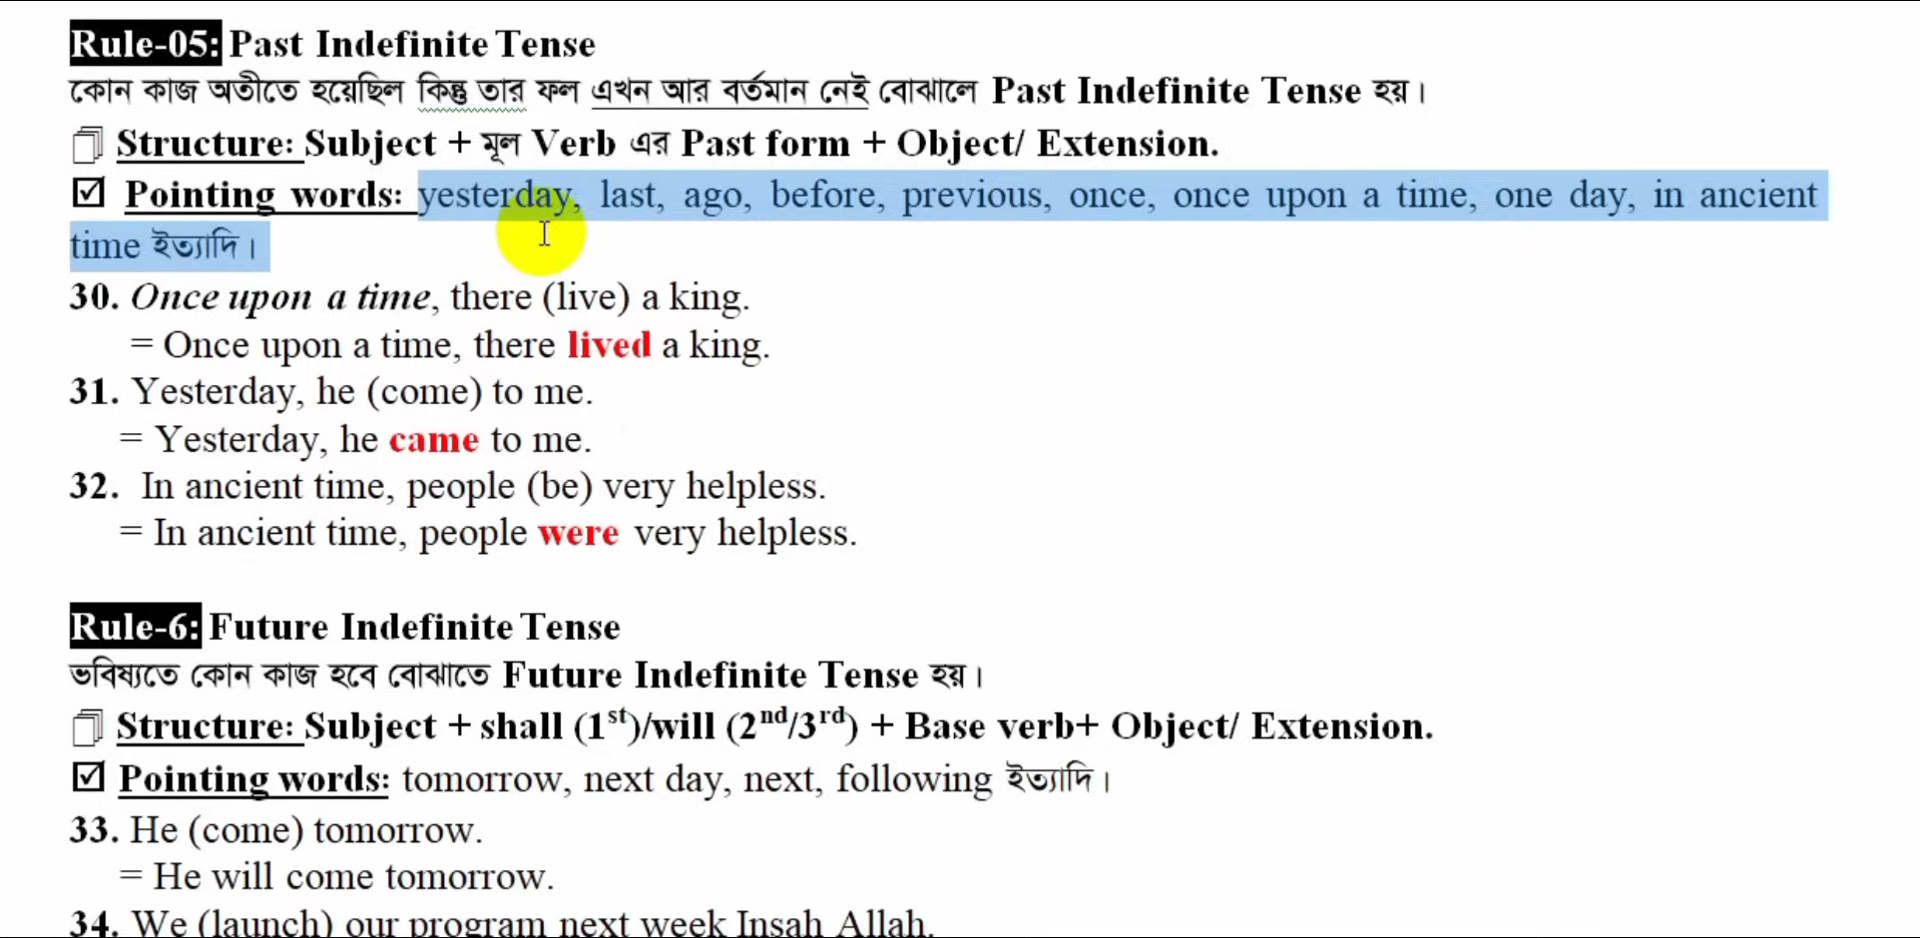 Rule-05: Past Indefinite Tense
কোন কাজ অতীতে হয়েছিল কিন্তু তার ফল এখন আর বর্তমান নেই বোঝালে Past Indefinite Tense হয়।
Structure: Subject + মূল Verb এর Past form + Object/ Extension.
Pointing words: yesterday, last, ago, before, previous, once, once upon a time, one day, in ancient
time ইত্যাদি।
30. Once upon a time, there (live) a king.
= Once upon a time, there lived a king.
31. Yesterday, he (come) to me.
= Yesterday, he came to me.
32. In ancient time, people (be) very helpless.
= In ancient time, people were very helpless.
Rule-6: Future Indefinite Tense
ভবিষ্যতে কোন কাজ হবে বোঝাতে Future Indefinite Tense হয়।
Structure: Subject + shall (1st)/will (2nd/3rd) + Base verb+ Object/ Extension.
Pointing words: tomorrow, next day, next, following ইত্যাদি।
33. He (come) tomorrow.
= He will come tomorrow.
34. We (launch) our program next week Insah Allah.